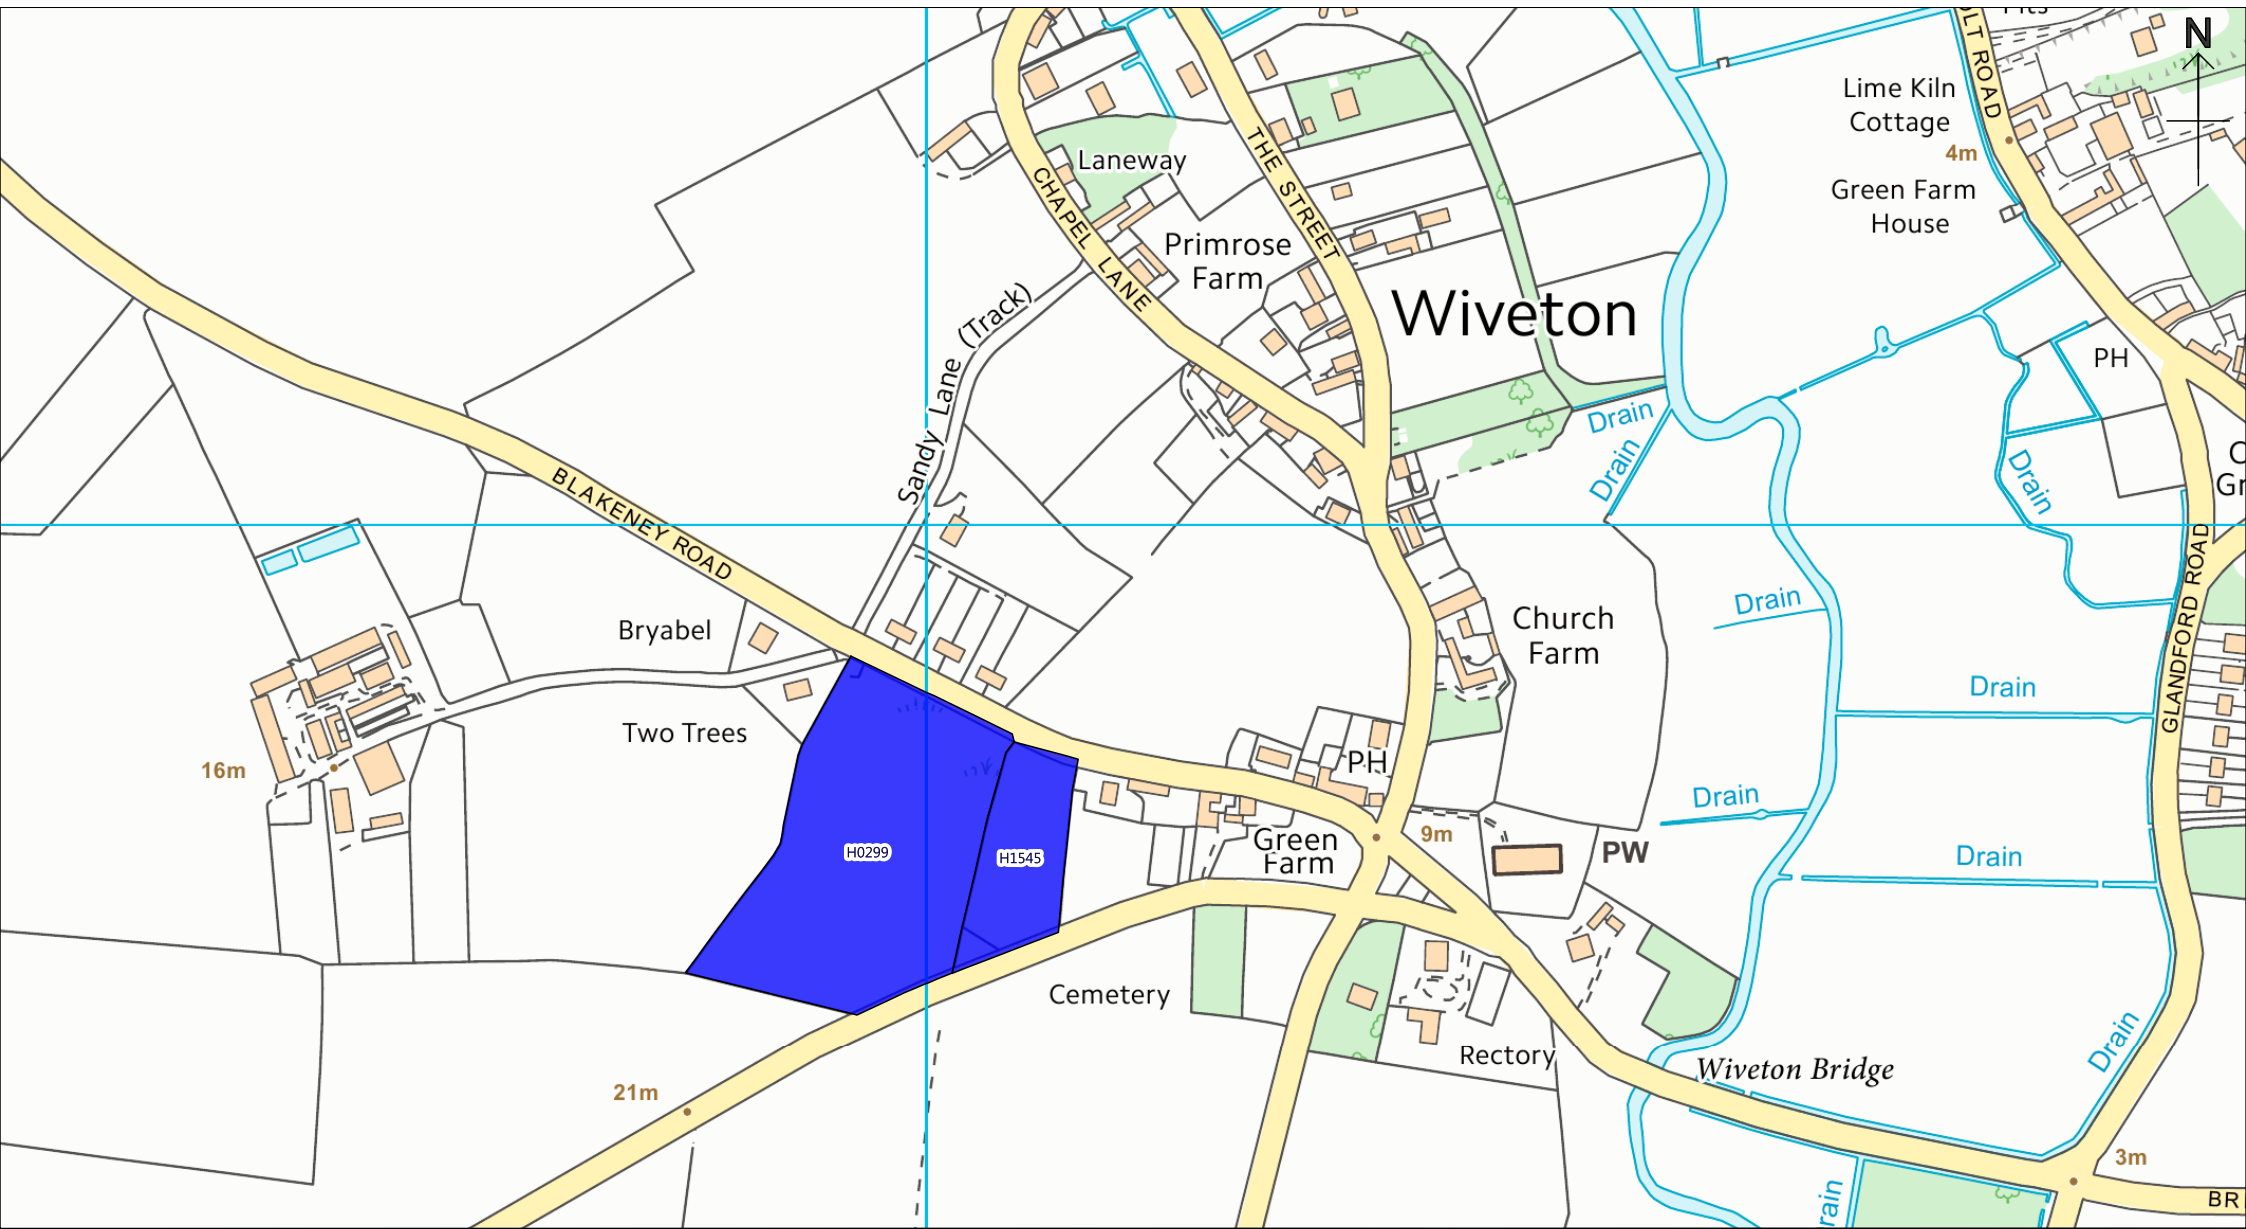 N
Lime Kiln
Cottage
4m
Green Farm
House
Laneway
THE STREET
CHAPEL LANE
Primrose
Farm
Wiveton
Sandy Lane (Track)
PH
Drain
Drain
Drain
BLAKENEY ROAD
GLANDFORD ROAD
Bryabel
Church
Farm
Drain
Drain
Two Trees
16m
PH
Drain
H0299
H1545
Green
Farm
9m
PW
Drain
Cemetery
Rectory
Wiveton Bridge
Drain
21m
3m